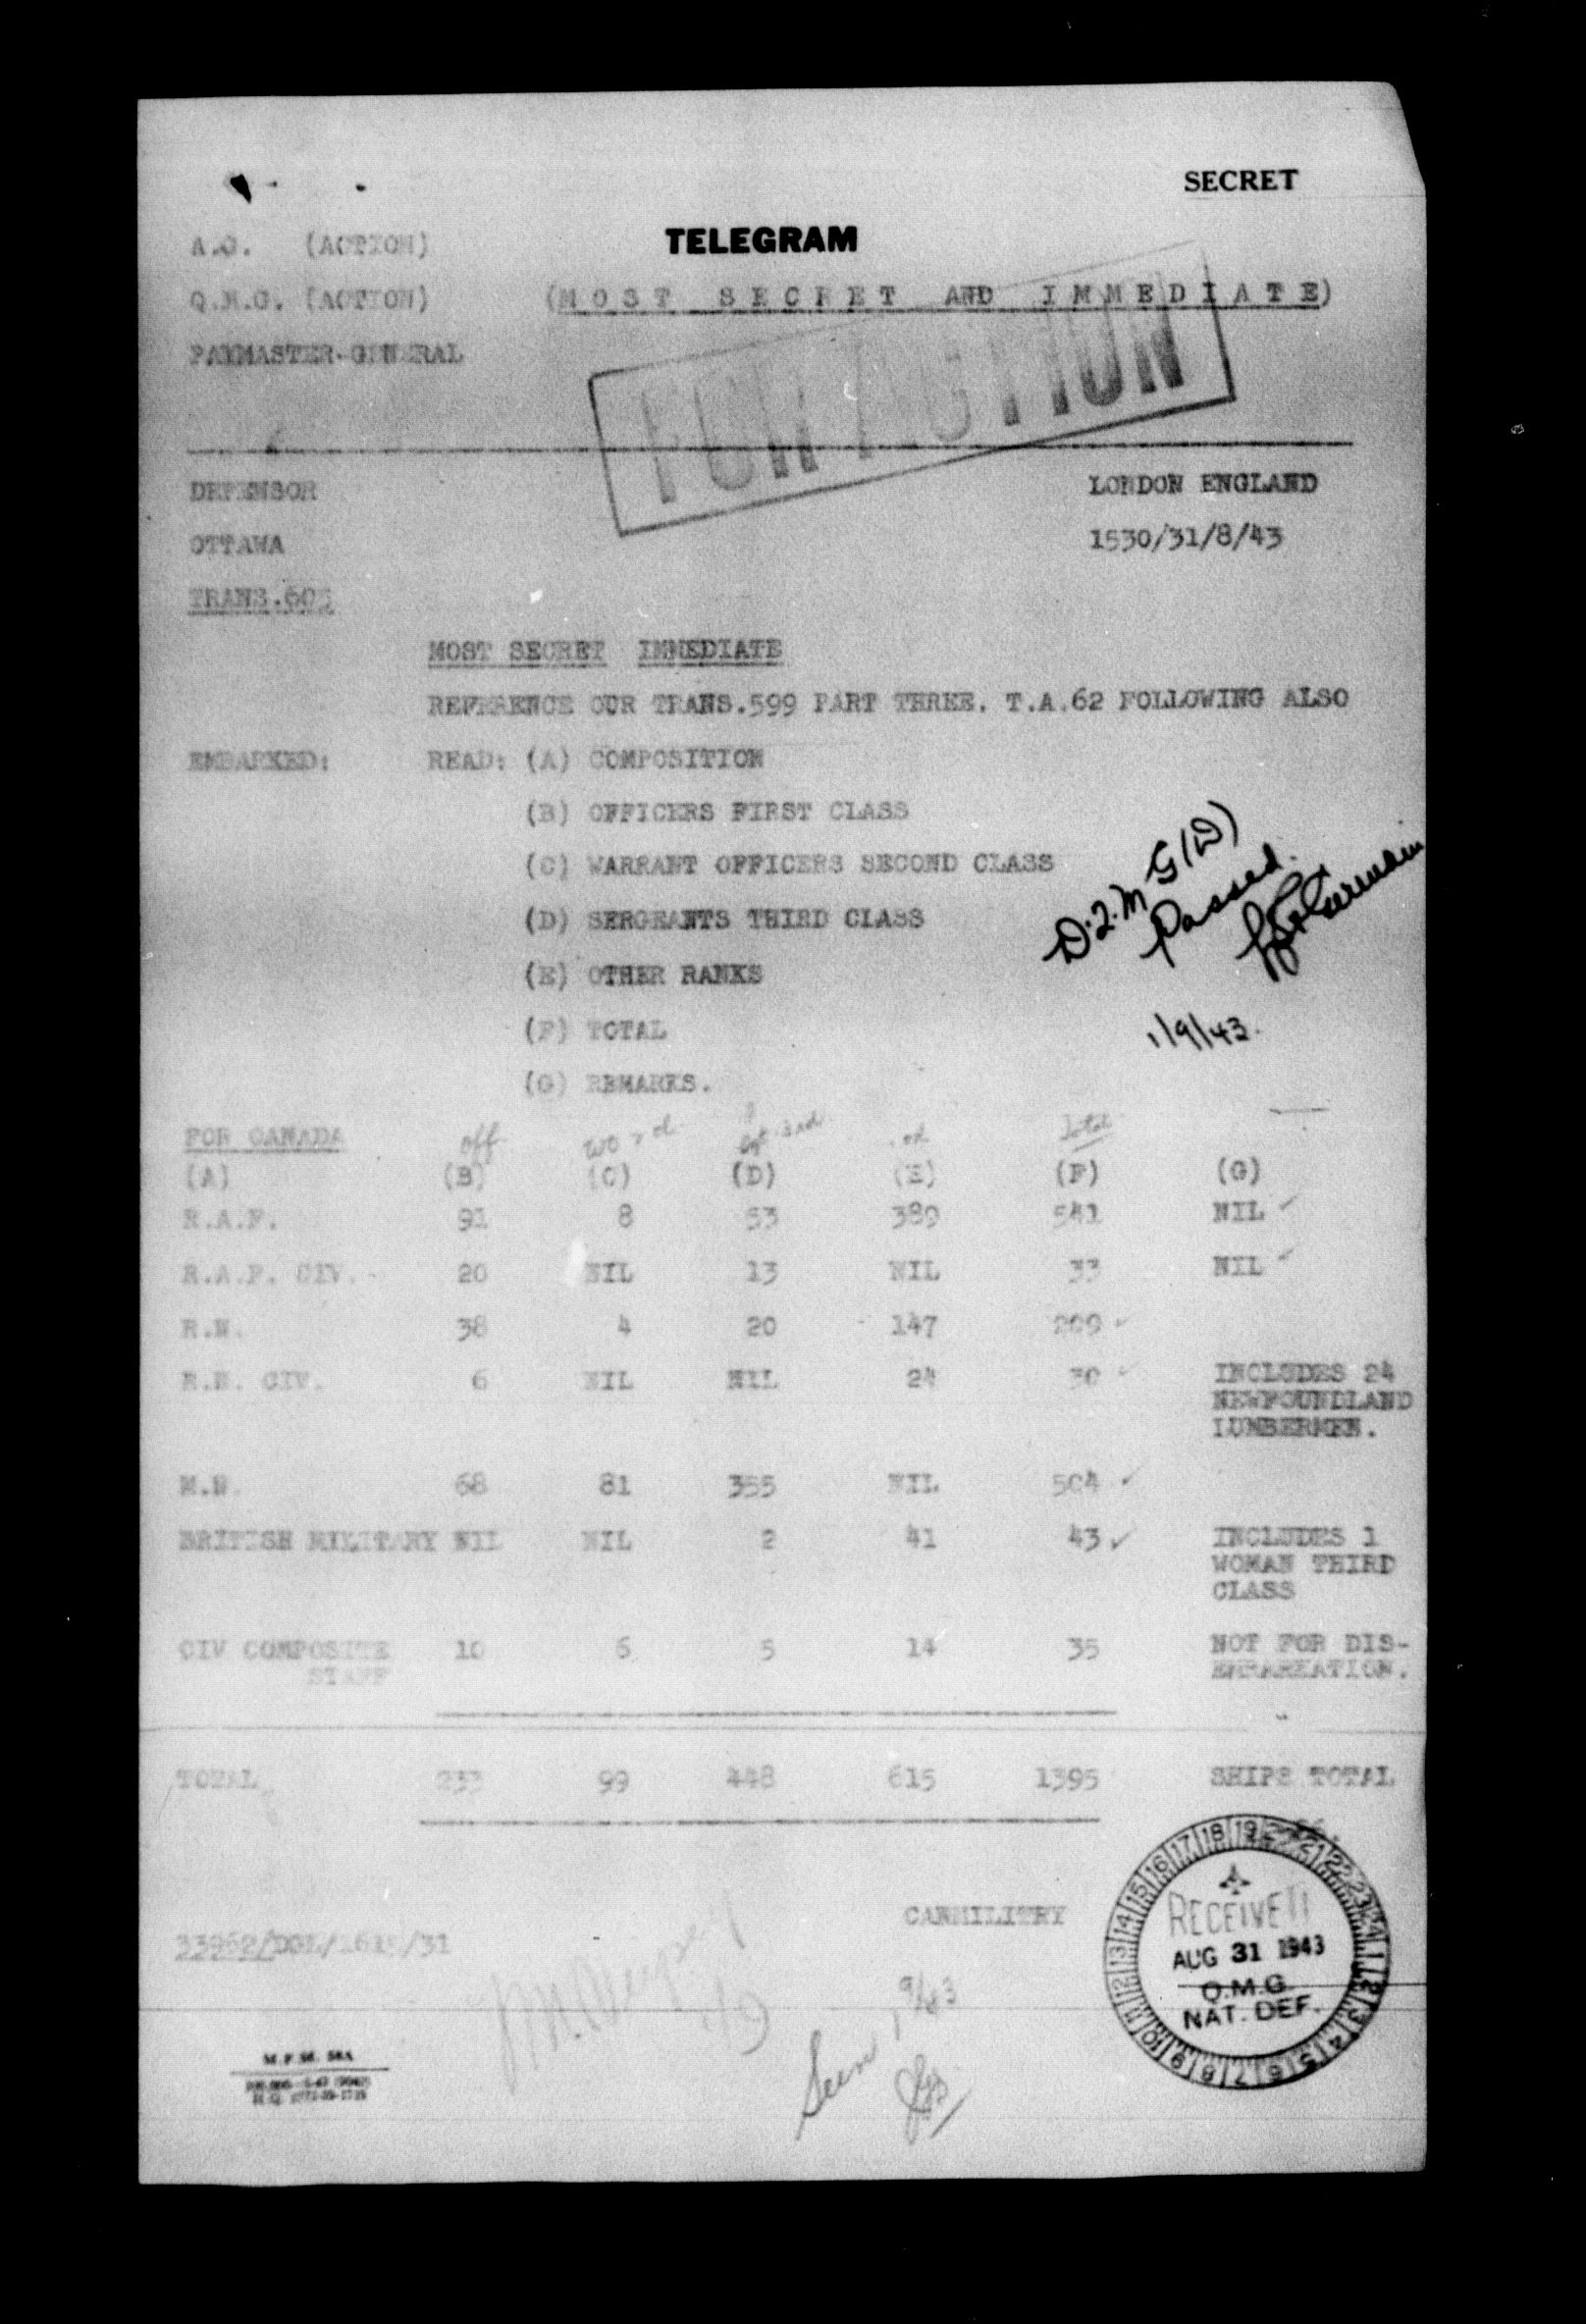 SECRET
A.G. (ACTION)
TELEGRAM
Q.M.G. (ACTION)
(MOST SECRET AND IMMEDIATE)
PAYMASTER-GENERAL
FOR ACTION
DEFENSOR
LONDON ENGLAND
OTTAWA
1530/31/8/43
TRANS.
MOST SECRET IMMEDIATE
REFERENCE OUR TRANS.599 PART THREE. T.A.62 FOLLOWING ALSO
EMBARKED: READ: (A) COMPOSITION
(B) OFFICERS FIRST CLASS
(C) WARRANT OFFICERS SECOND CLASS
(D) SERGEANTS THIRD CLASS
(E) OTHER RANKS
(F) TOTAL
(G) REMARKS.
D.Q.M.G (W)
Passed.
1/9/43.
FOR CANADA off Total
(A) (B) (C) (D) (E) (F) (G)
R.A.F. 91 8 53 389 541 NIL
R.A.F. CIV. 20 NIL 13 NIL 33 NIL
R.N. 38 4 20 147 209
R.N. CIV. 6 NIL NIL 24 30 INCLUDES 24
NEWFOUNDLAND
LUMBERMEN.
M.N. 68 81 355 NIL 504
BRITISH MILITARY NIL NIL 2 41 43 INCLUDES 1
WOMAN THIRD
CLASS
CIV COMPOSITE 10 6 5 14 35 NOT FOR DIS-
STAFF EMBARKATION.
TOTAL 233 99 448 615 1395 SHIPS TOTAL
CANMILITRY
RECEIVED
AUG 31 1943
Q.M.G.
NAT. DEF.
Seen